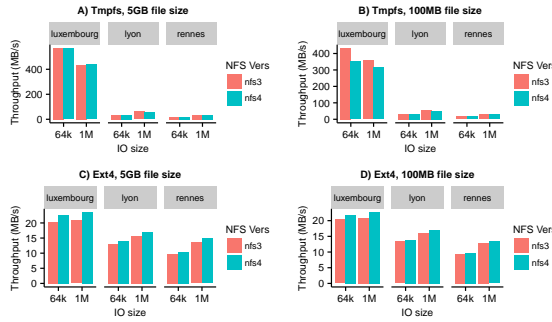 A) Tmpfs, 5GB file size
luxembourg lyon rennes
Throughput (MB/s)
400
200
0
64k 1M 64k 1M 64k 1M
IO size
NFS Vers
nfs3
nfs4
B) Tmpfs, 100MB file size
luxembourg lyon rennes
Throughput (MB/s)
400
300
200
100
0
64k 1M 64k 1M 64k 1M
IO size
NFS Vers
nfs3
nfs4
C) Ext4, 5GB file size
luxembourg lyon rennes
Throughput (MB/s)
20
15
10
5
0
64k 1M 64k 1M 64k 1M
IO size
NFS Vers
nfs3
nfs4
D) Ext4, 100MB file size
luxembourg lyon rennes
Throughput (MB/s)
20
15
10
5
0
64k 1M 64k 1M 64k 1M
IO size
NFS Vers
nfs3
nfs4